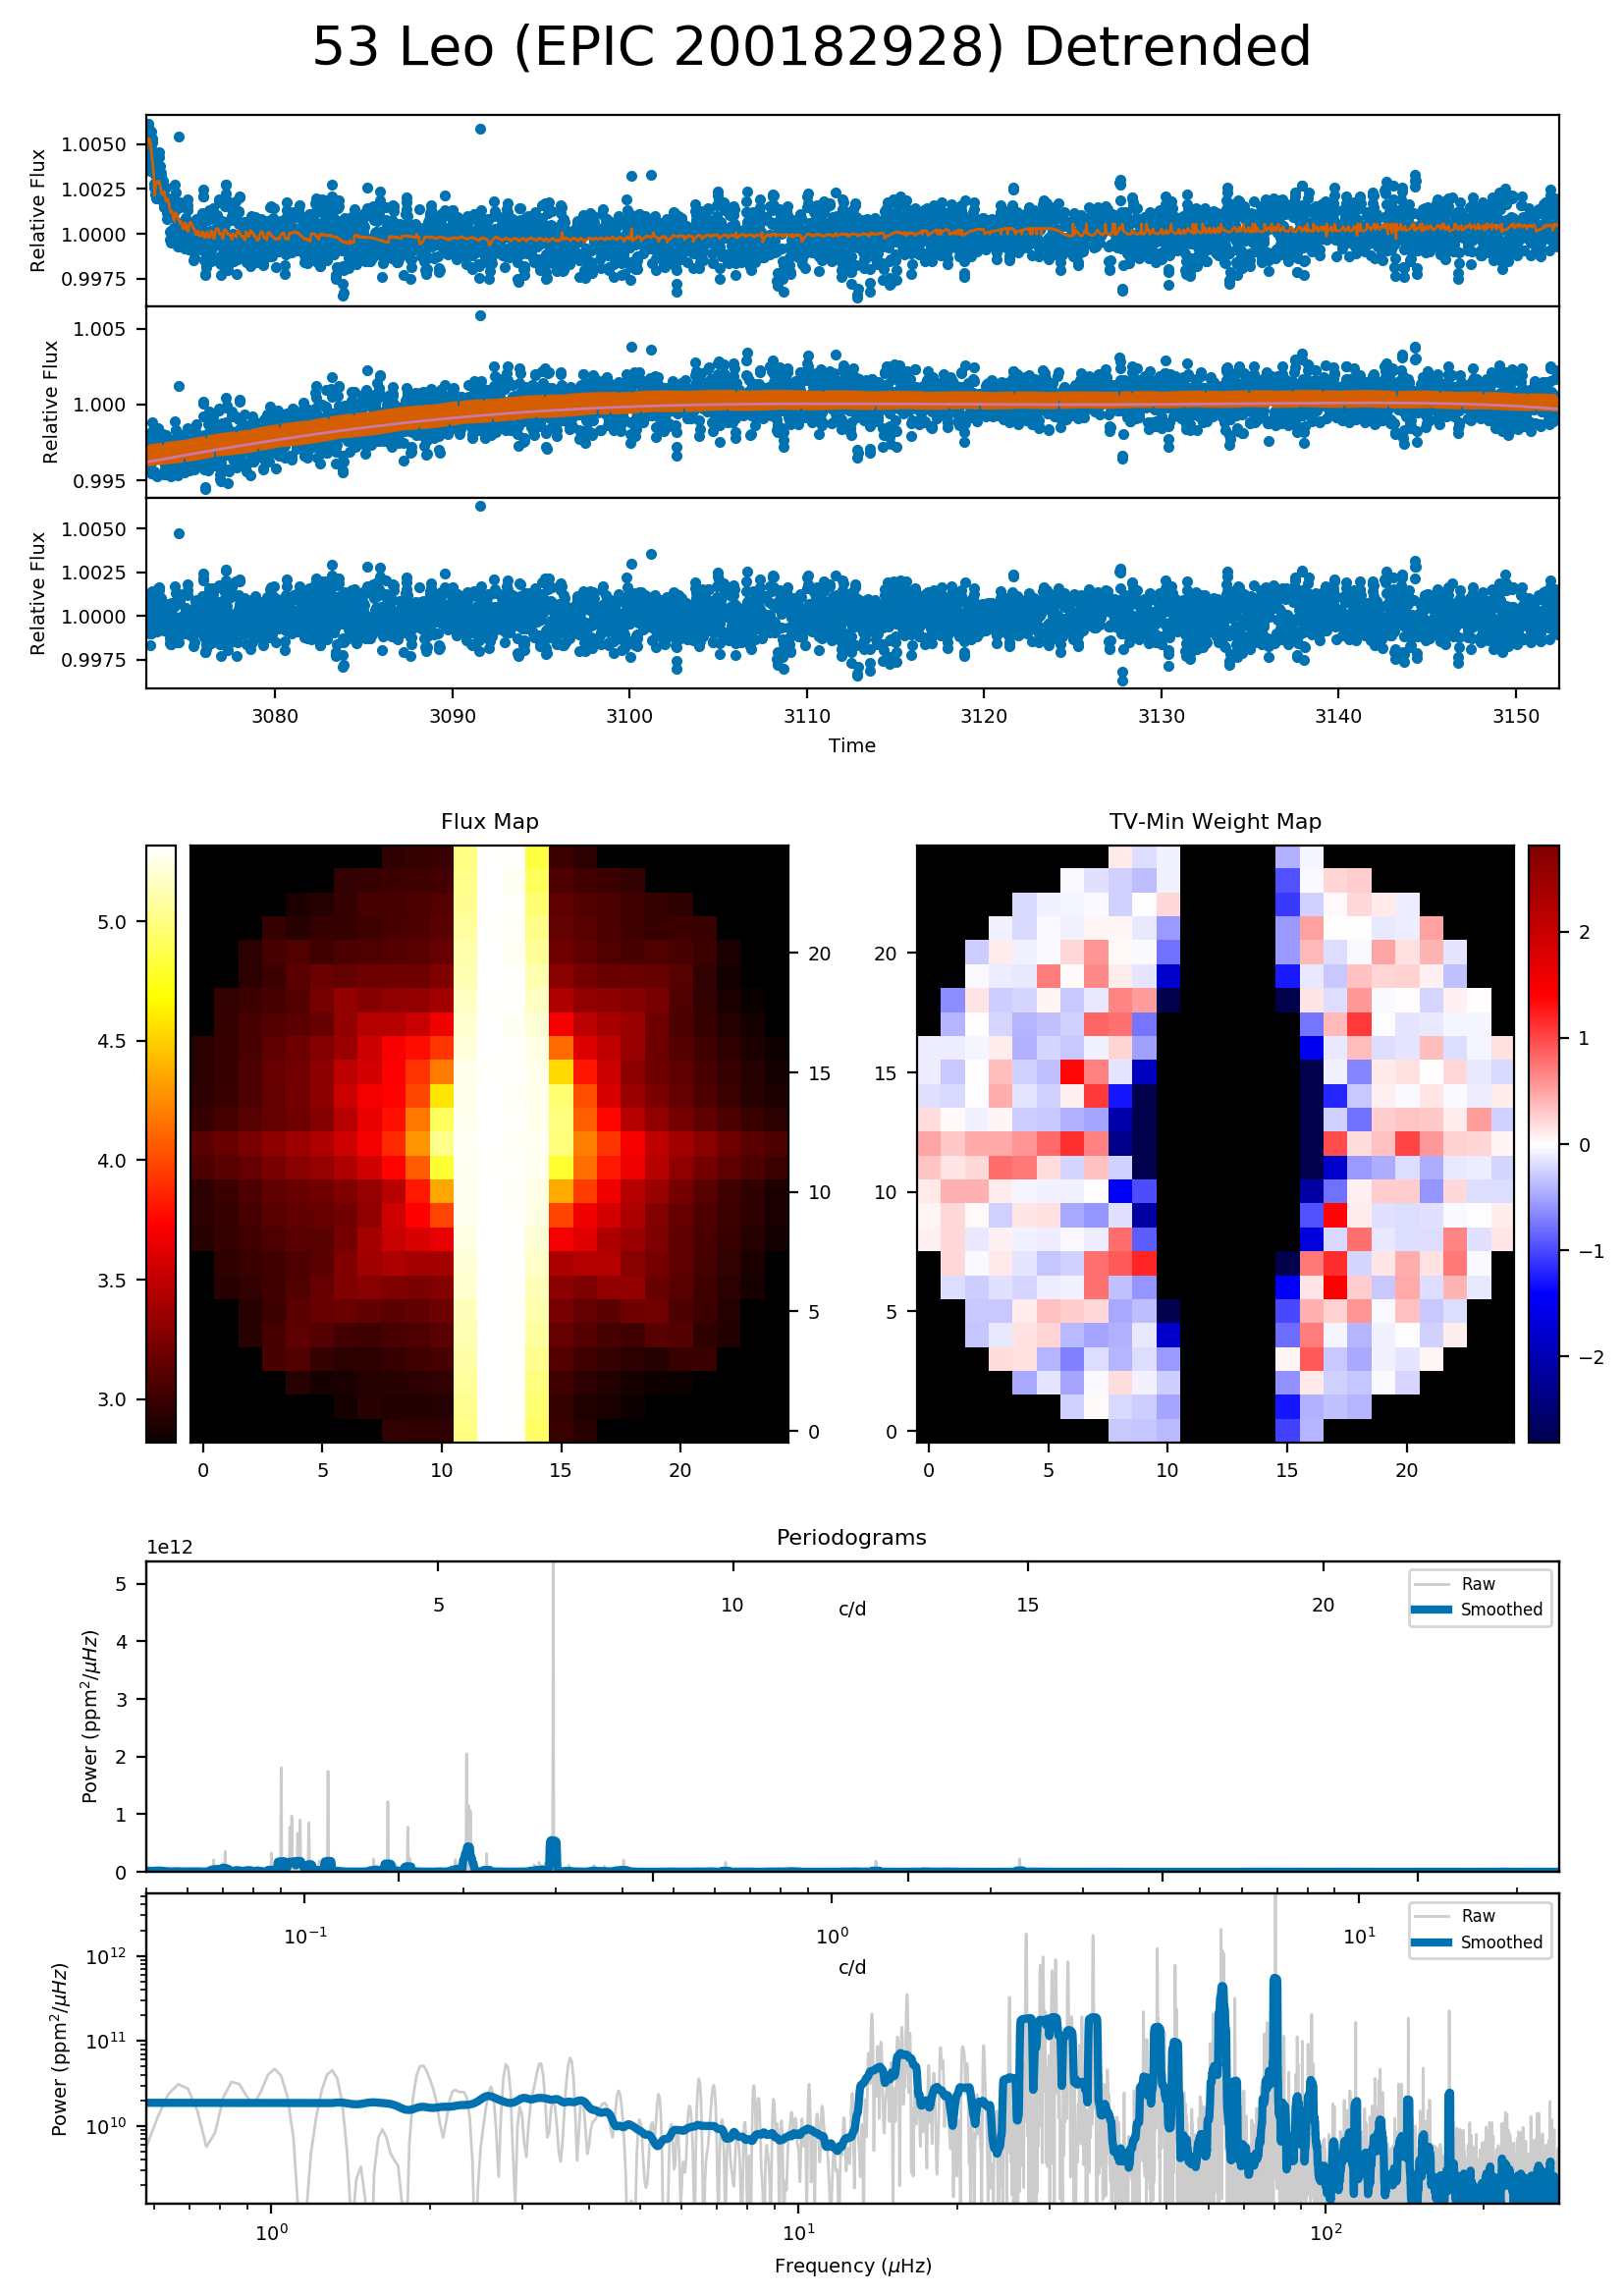 53 Leo (EPIC 200182928) Detrended
Relative Flux
1.0050
1.0025
1.0000
0.9975
Relative Flux
1.005
1.000
0.995
Relative Flux
1.0050
1.0025
1.0000
0.9975
3080 3090 3100 3110 3120 3130 3140 3150
Time
Flux Map
5.0
4.5
4.0
3.5
3.0
20
15
10
5
0
0 5 10 15 20
TV-Min Weight Map
20
15
10
5
0
0 5 10 15 20
2
1
0
−1
−2
Periodograms
1e12
Power (ppm²/μHz)
5
4
3
2
1
0
5 10 15 20
c/d
Raw
Smoothed
Power (ppm²/μHz)
10¹²
10¹¹
10¹⁰
10⁻¹ 10⁰ 10¹
c/d
Raw
Smoothed
10⁰ 10¹ 10²
Frequency (μHz)